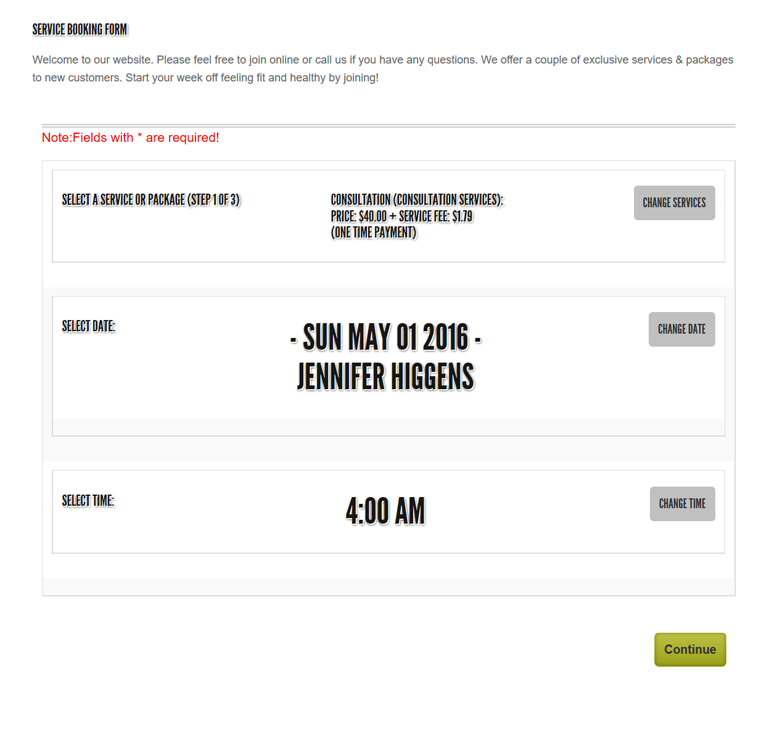 SERVICE BOOKING FORM
Welcome to our website. Please feel free to join online or call us if you have any questions. We offer a couple of exclusive services & packages
to new customers. Start your week off feeling fit and healthy by joining!
Note:Fields with * are required!
SELECT A SERVICE OR PACKAGE (STEP 1 OF 3)
CONSULTATION (CONSULTATION SERVICES):
PRICE: $40.00 + SERVICE FEE: $1.79
(ONE TIME PAYMENT)
CHANGE SERVICES
SELECT DATE:
- SUN MAY 01 2016 -
JENNIFER HIGGENS
CHANGE DATE
SELECT TIME:
4:00 AM
CHANGE TIME
Continue